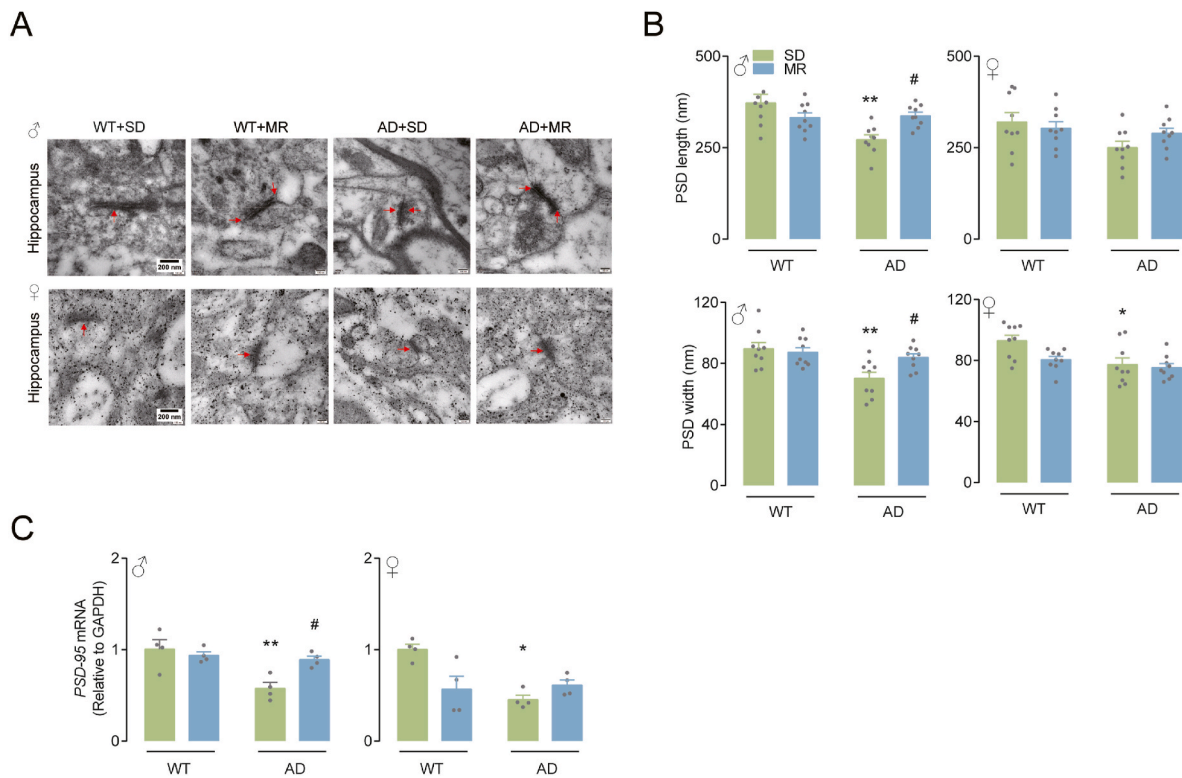 A
♂
WT+SD WT+MR AD+SD AD+MR
Hippocampus
200 nm
♀
Hippocampus
200 nm
B
♂ SD
MR
PSD length (nm)
500
250
0
** #
WT AD
♀
500
250
0
WT AD
♂
PSD width (nm)
120
80
40
0
** #
WT AD
♀
120
80
40
0
*
WT AD
C
♂
PSD-95 mRNA
(Relative to GAPDH)
2
1
0
** #
WT AD
♀
2
1
0
*
WT AD